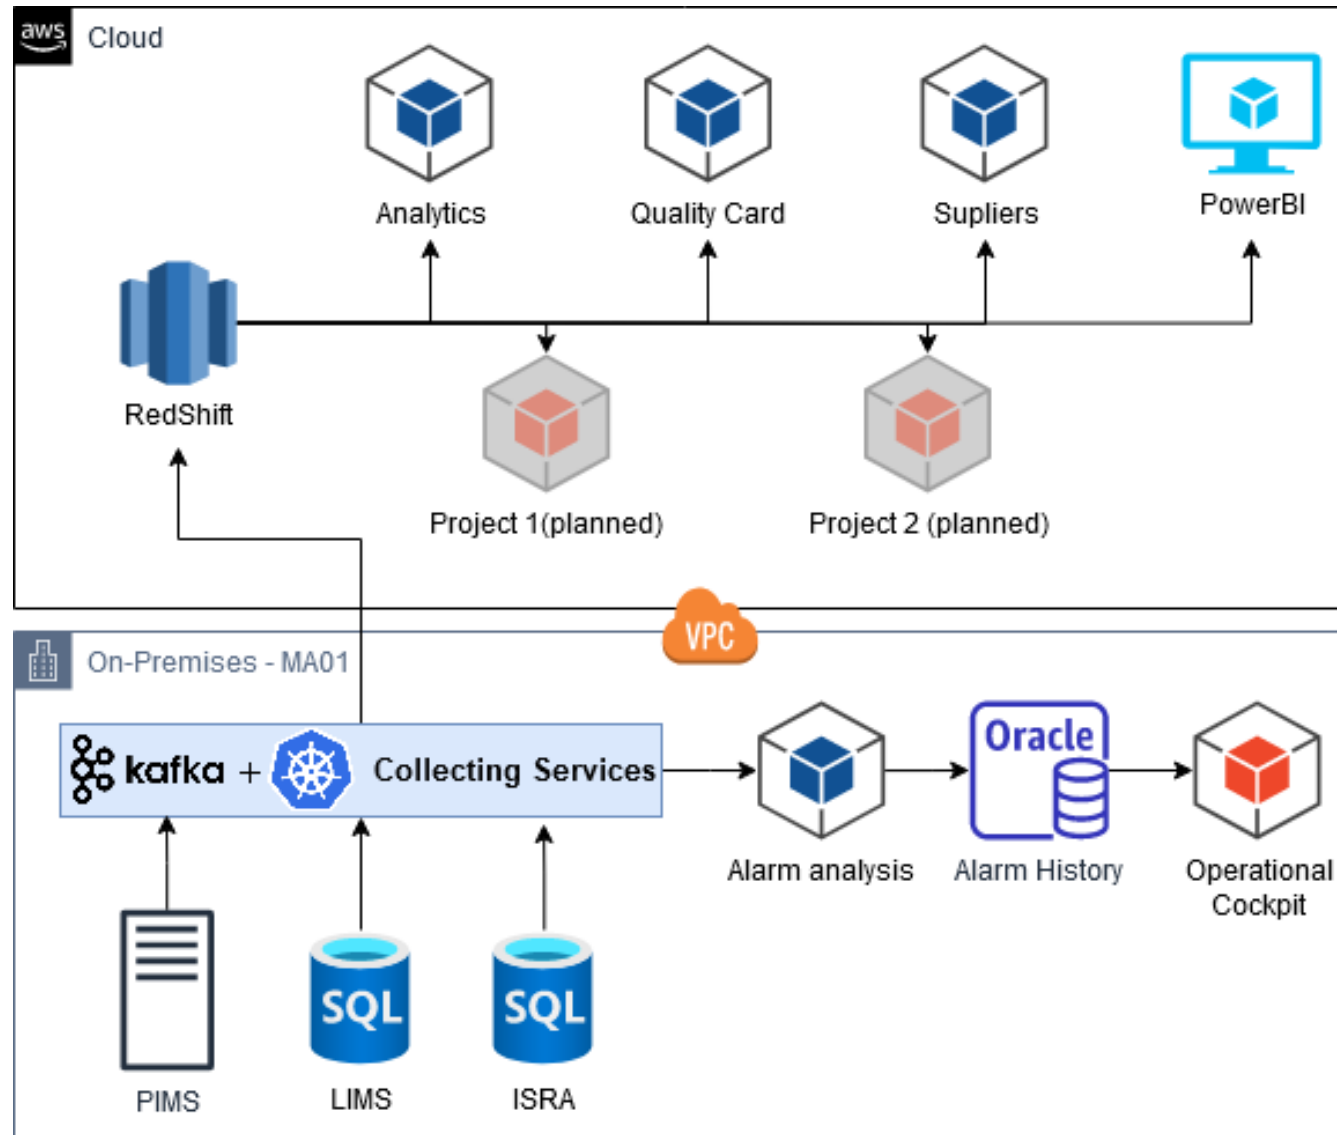 aws
Cloud
Analytics
Quality Card
Supliers
PowerBI
RedShift
Project 1(planned)
Project 2 (planned)
VPC
On-Premises - MA01
kafka + Collecting Services
Oracle
Alarm analysis
Alarm History
Operational
Cockpit
SQL
SQL
PIMS
LIMS
ISRA